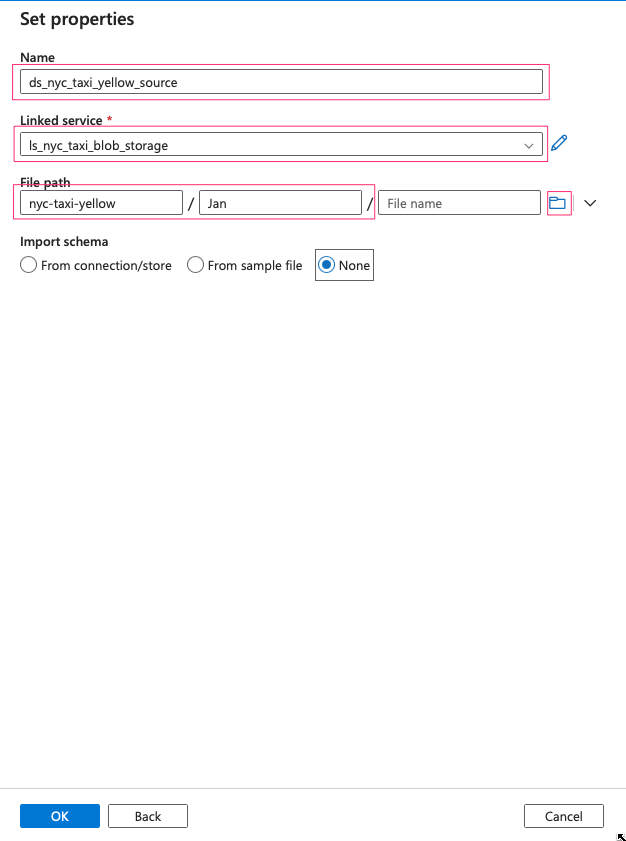 Set properties
Name
ds_nyc_taxi_yellow_source
Linked service *
ls_nyc_taxi_blob_storage
File path
nyc-taxi-yellow / Jan / File name
Import schema
From connection/store From sample file None
OK Back Cancel